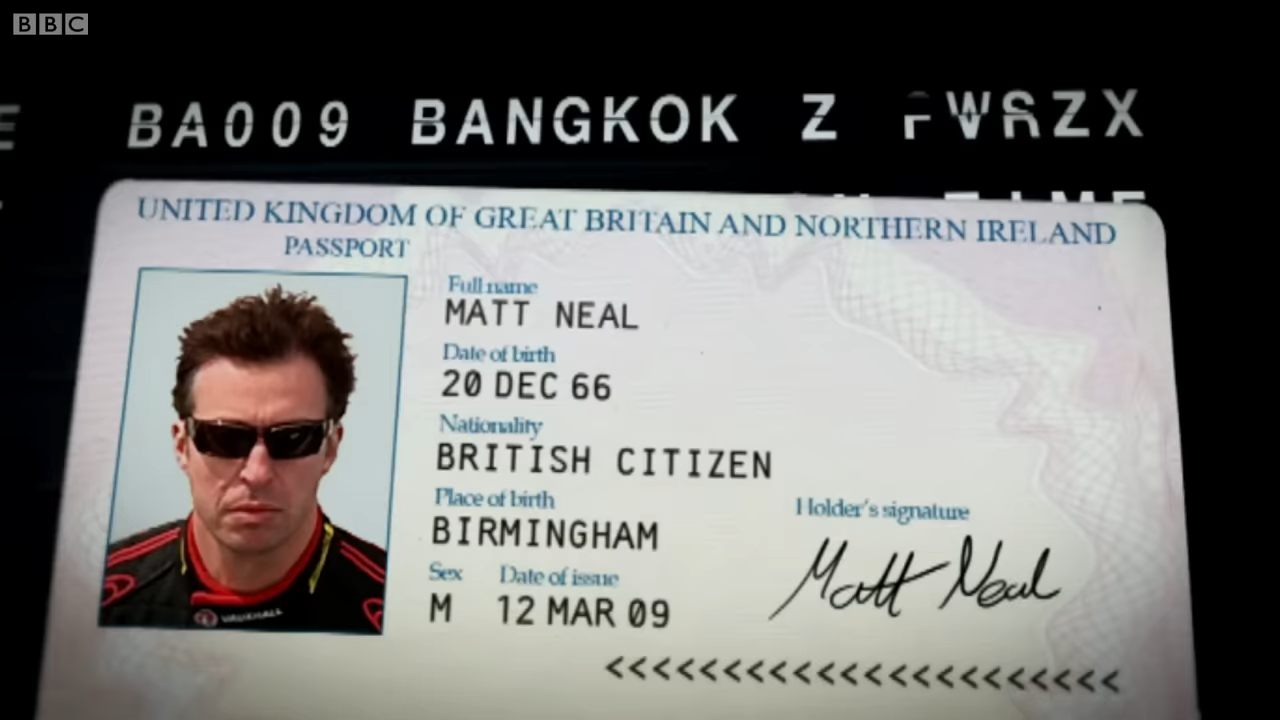 BBC
BA009 BANGKOK Z
UNITED KINGDOM OF GREAT BRITAIN AND NORTHERN IRELAND
PASSPORT
Full name
MATT NEAL
Date of birth
20 DEC 66
Nationality
BRITISH CITIZEN
Place of birth
BIRMINGHAM
Holder's signature
Matt Neal
Sex Date of issue
M 12 MAR 09
VAUXHALL
<<<<<<<<<<<<<<<<<<<<<<